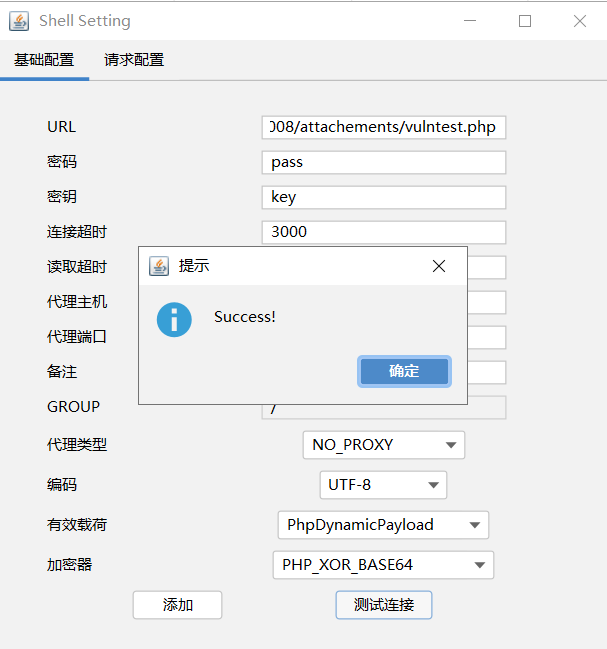 Shell Setting
基础配置 请求配置
URL 008/attachements/vulntest.php
密码 pass
密钥 key
连接超时 3000
读取超时
代理主机
代理端口
备注
GROUP /
提示
Success!
确定
代理类型 NO_PROXY
编码 UTF-8
有效载荷 PhpDynamicPayload
加密器 PHP_XOR_BASE64
添加 测试连接